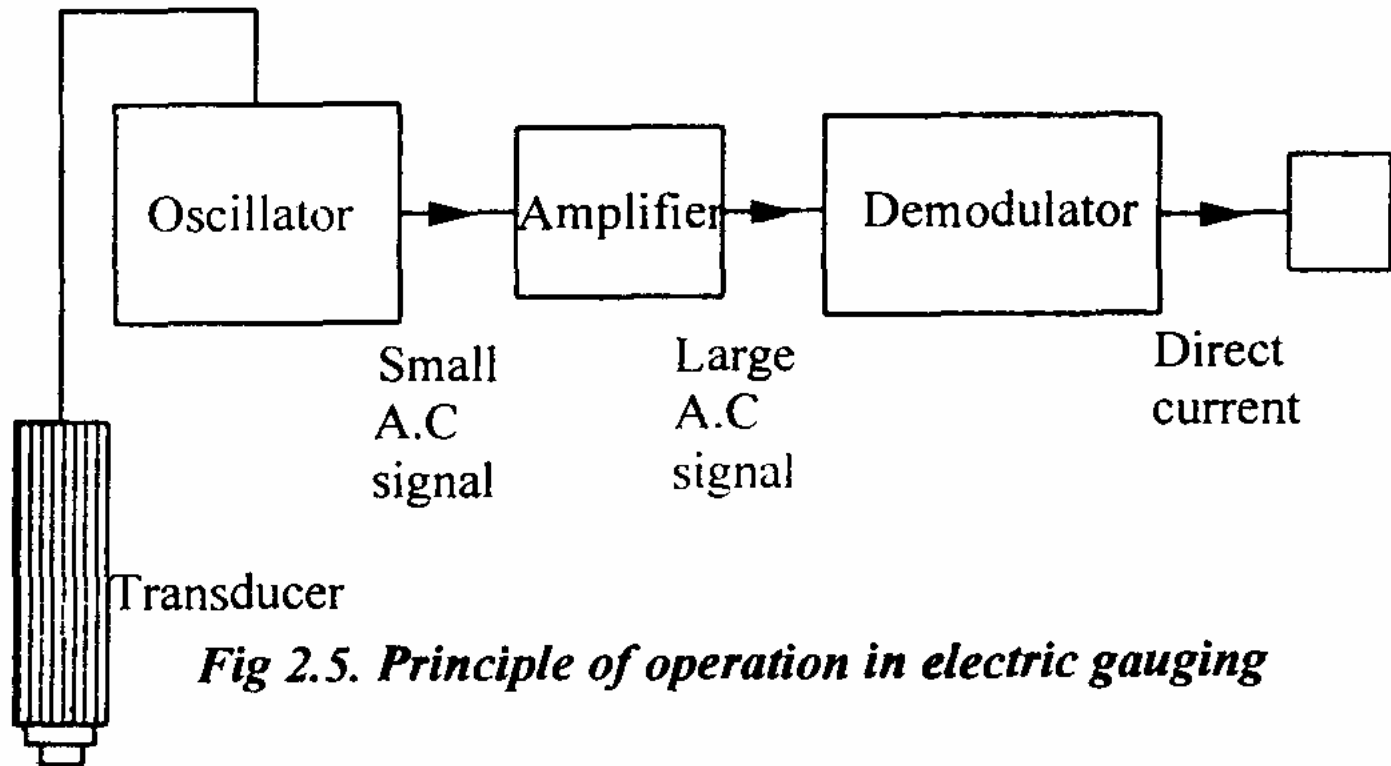 Oscillator
Amplifier
Demodulator
Small
A.C
signal
Large
A.C
signal
Direct
current
Transducer
Fig 2.5. Principle of operation in electric gauging